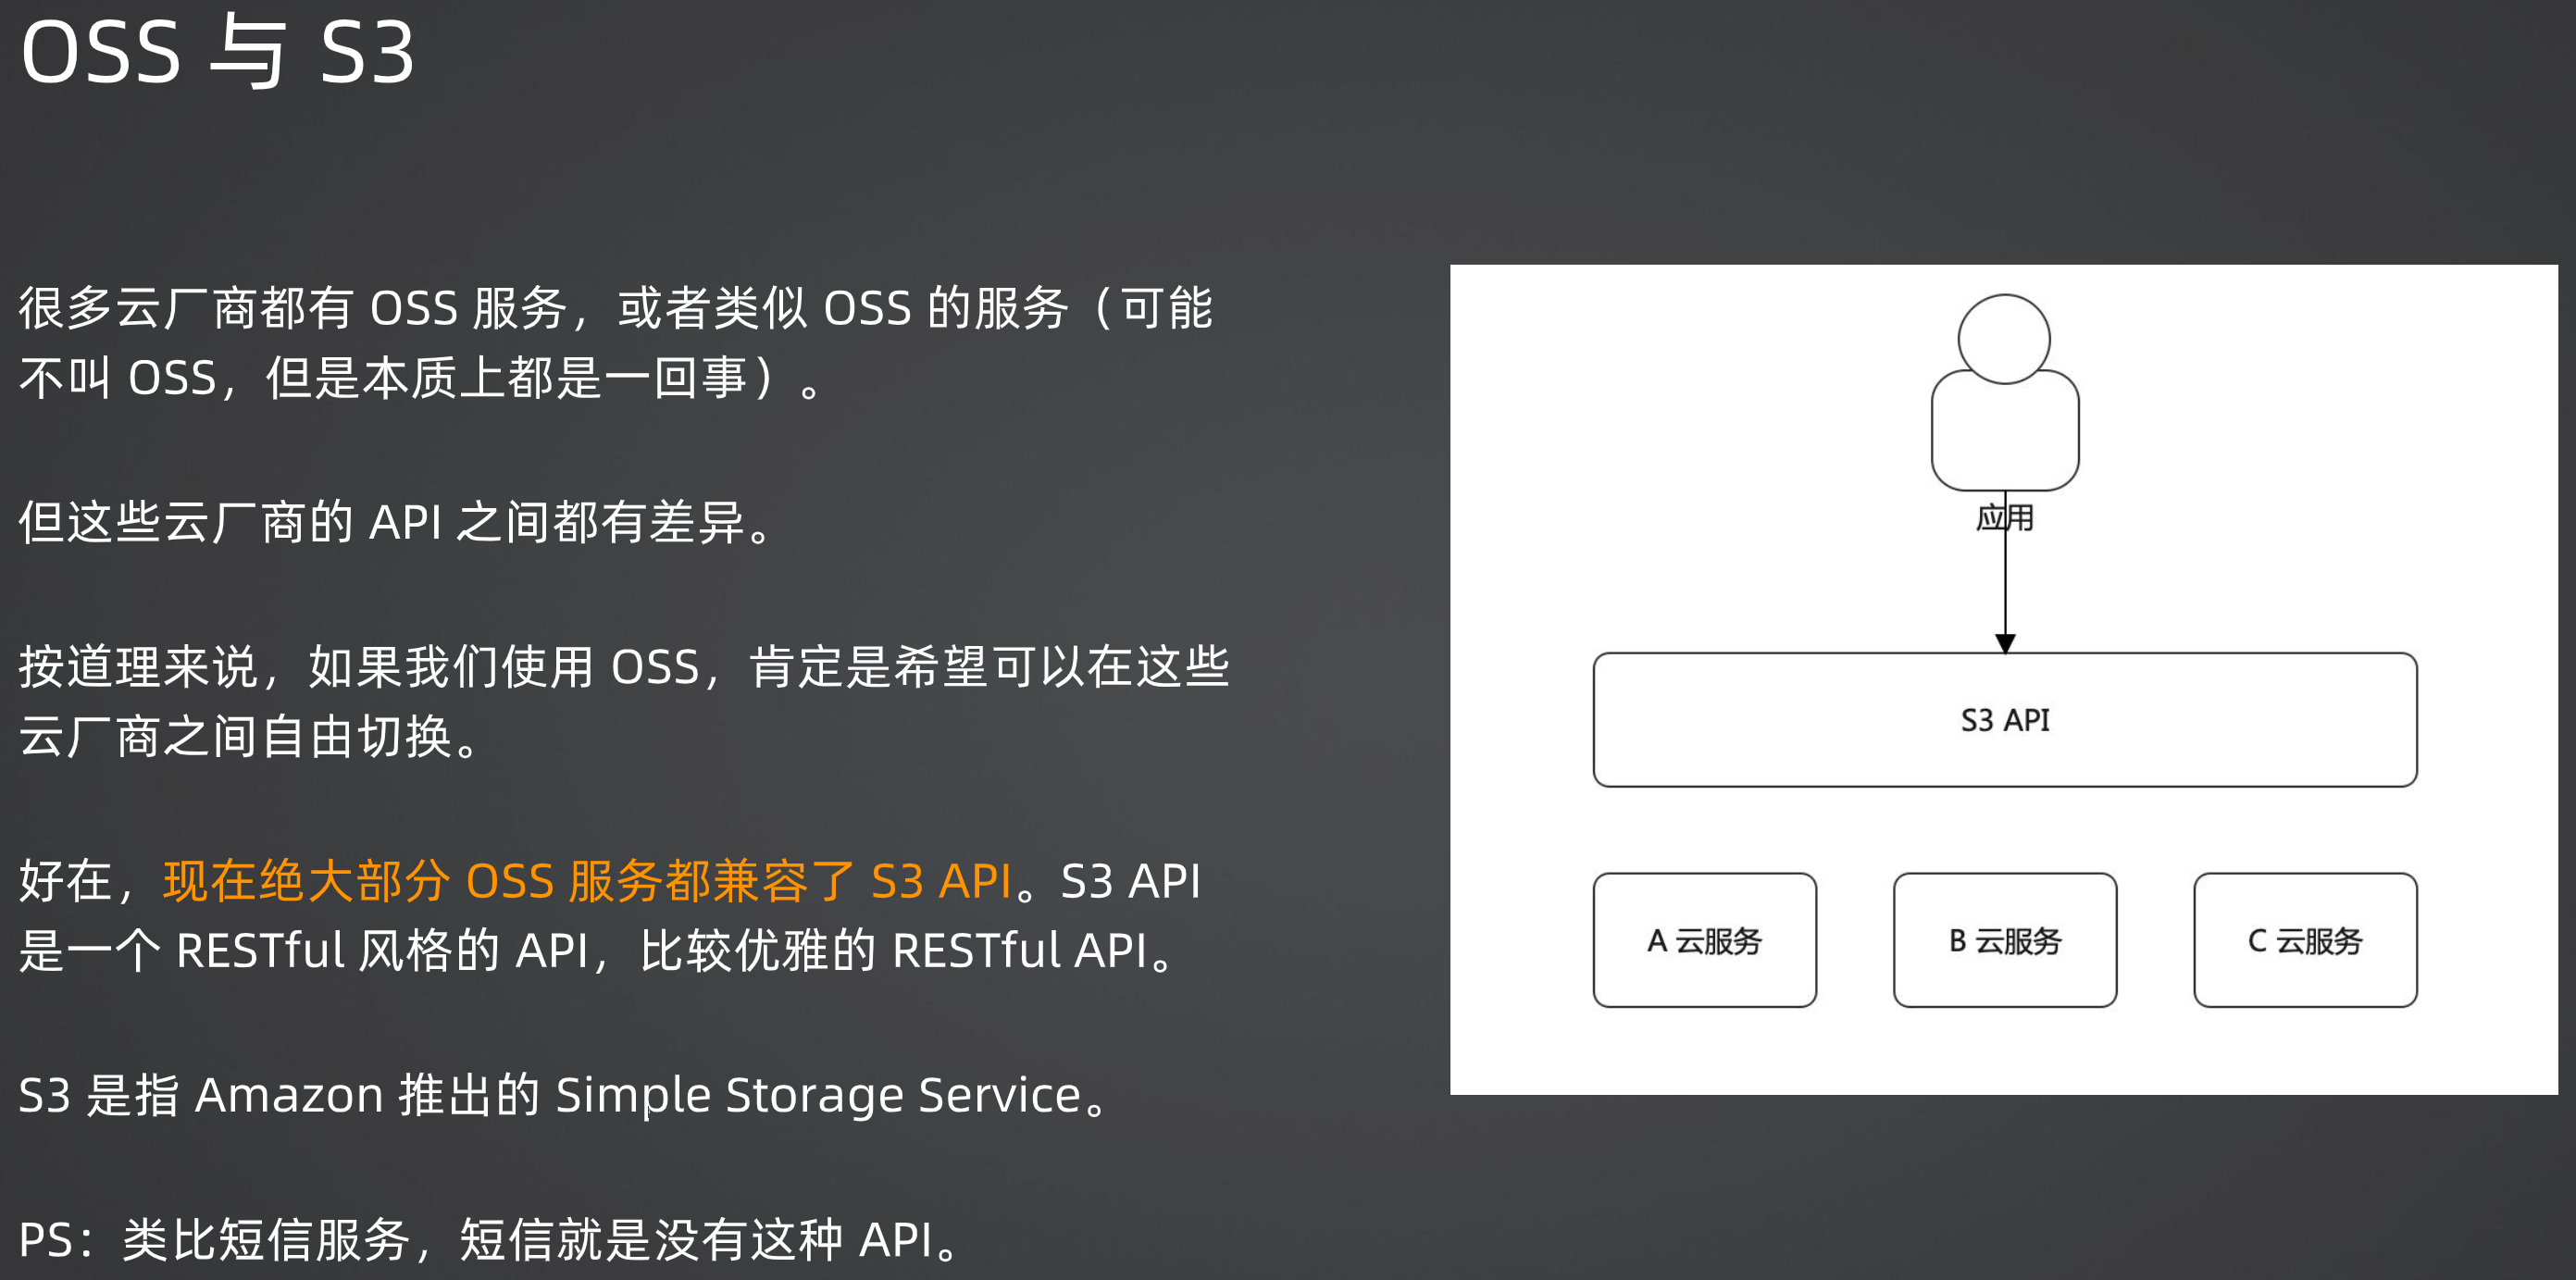 OSS 与 S3
很多云厂商都有 OSS 服务，或者类似 OSS 的服务（可能
不叫 OSS，但是本质上都是一回事）。
但这些云厂商的 API 之间都有差异。
按道理来说，如果我们使用 OSS，肯定是希望可以在这些
云厂商之间自由切换。
好在，现在绝大部分 OSS 服务都兼容了 S3 API。S3 API
是一个 RESTful 风格的 API，比较优雅的 RESTful API。
S3 是指 Amazon 推出的 Simple Storage Service。
PS：类比短信服务，短信就是没有这种 API。
应用
S3 API
A 云服务
B 云服务
C 云服务